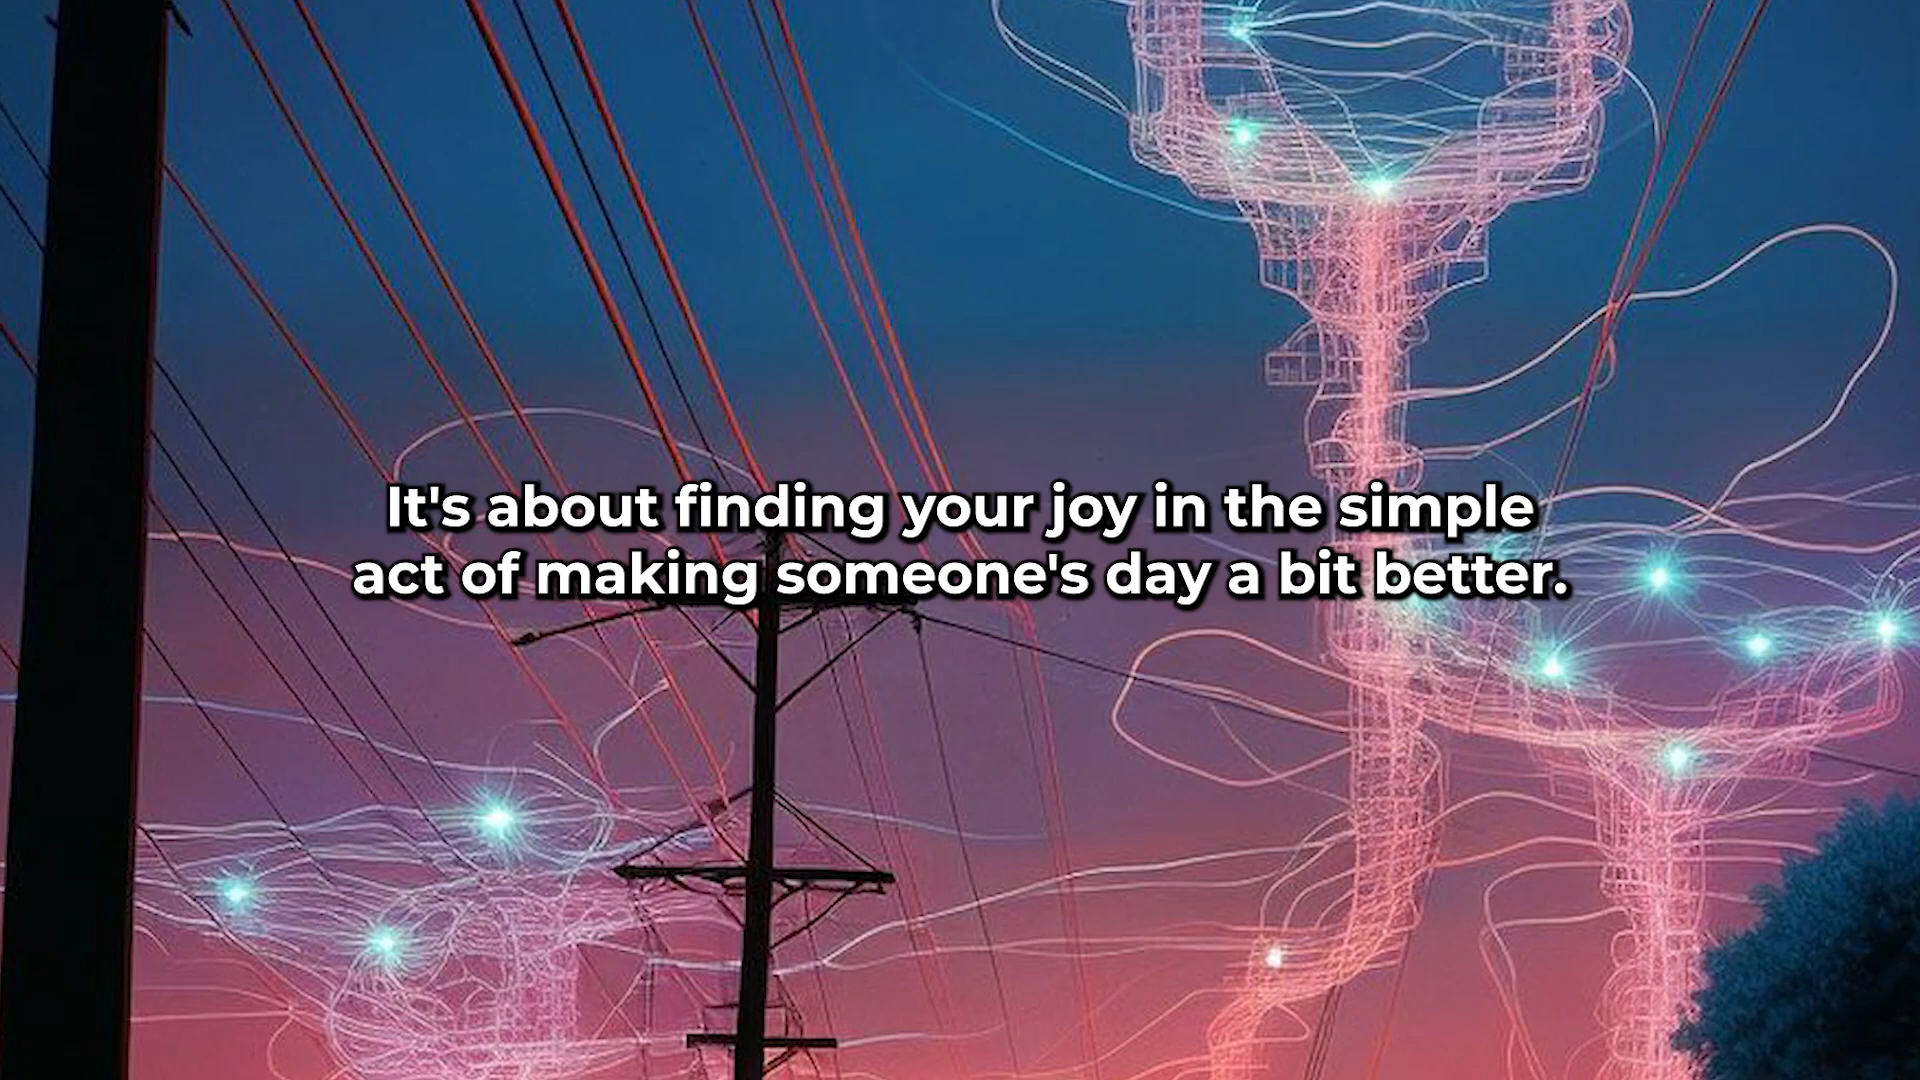 It's about finding your joy in the simple
act of making someone's day a bit better.